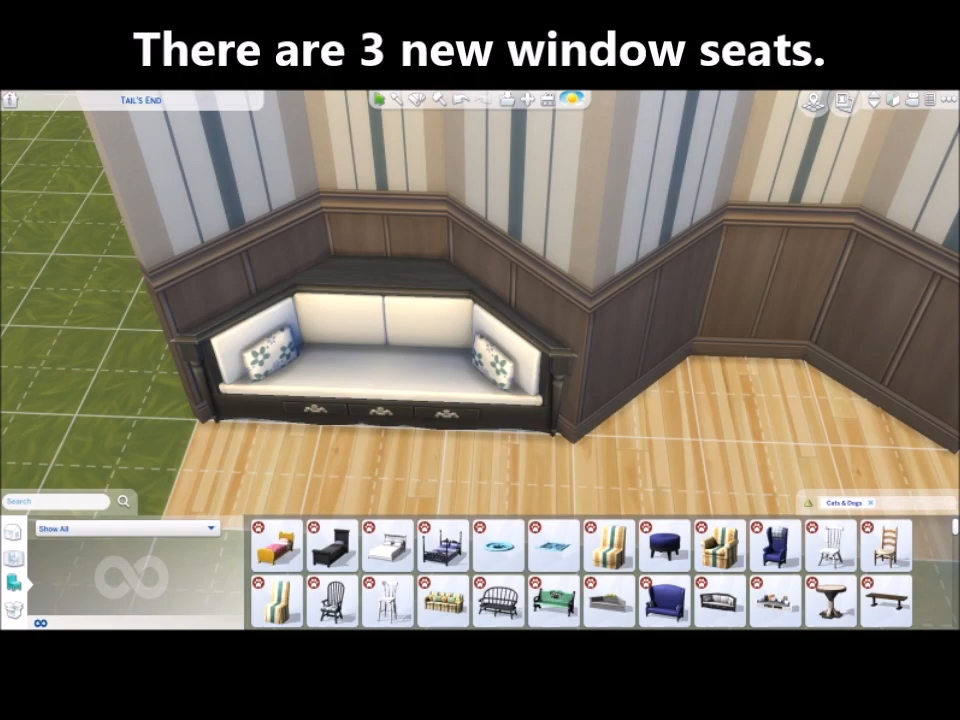 There are 3 new window seats.
TAIL'S END
Search
Cats & Dogs
Show All